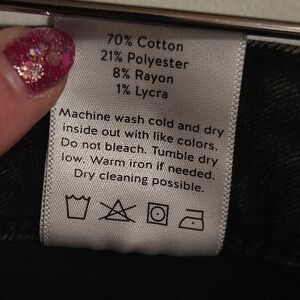 70% Cotton
21% Polyester
8% Rayon
1% Lycra
Machine wash cold and dry
inside out with like colors.
Do not bleach. Tumble dry
low. Warm iron if needed.
Dry cleaning possible.